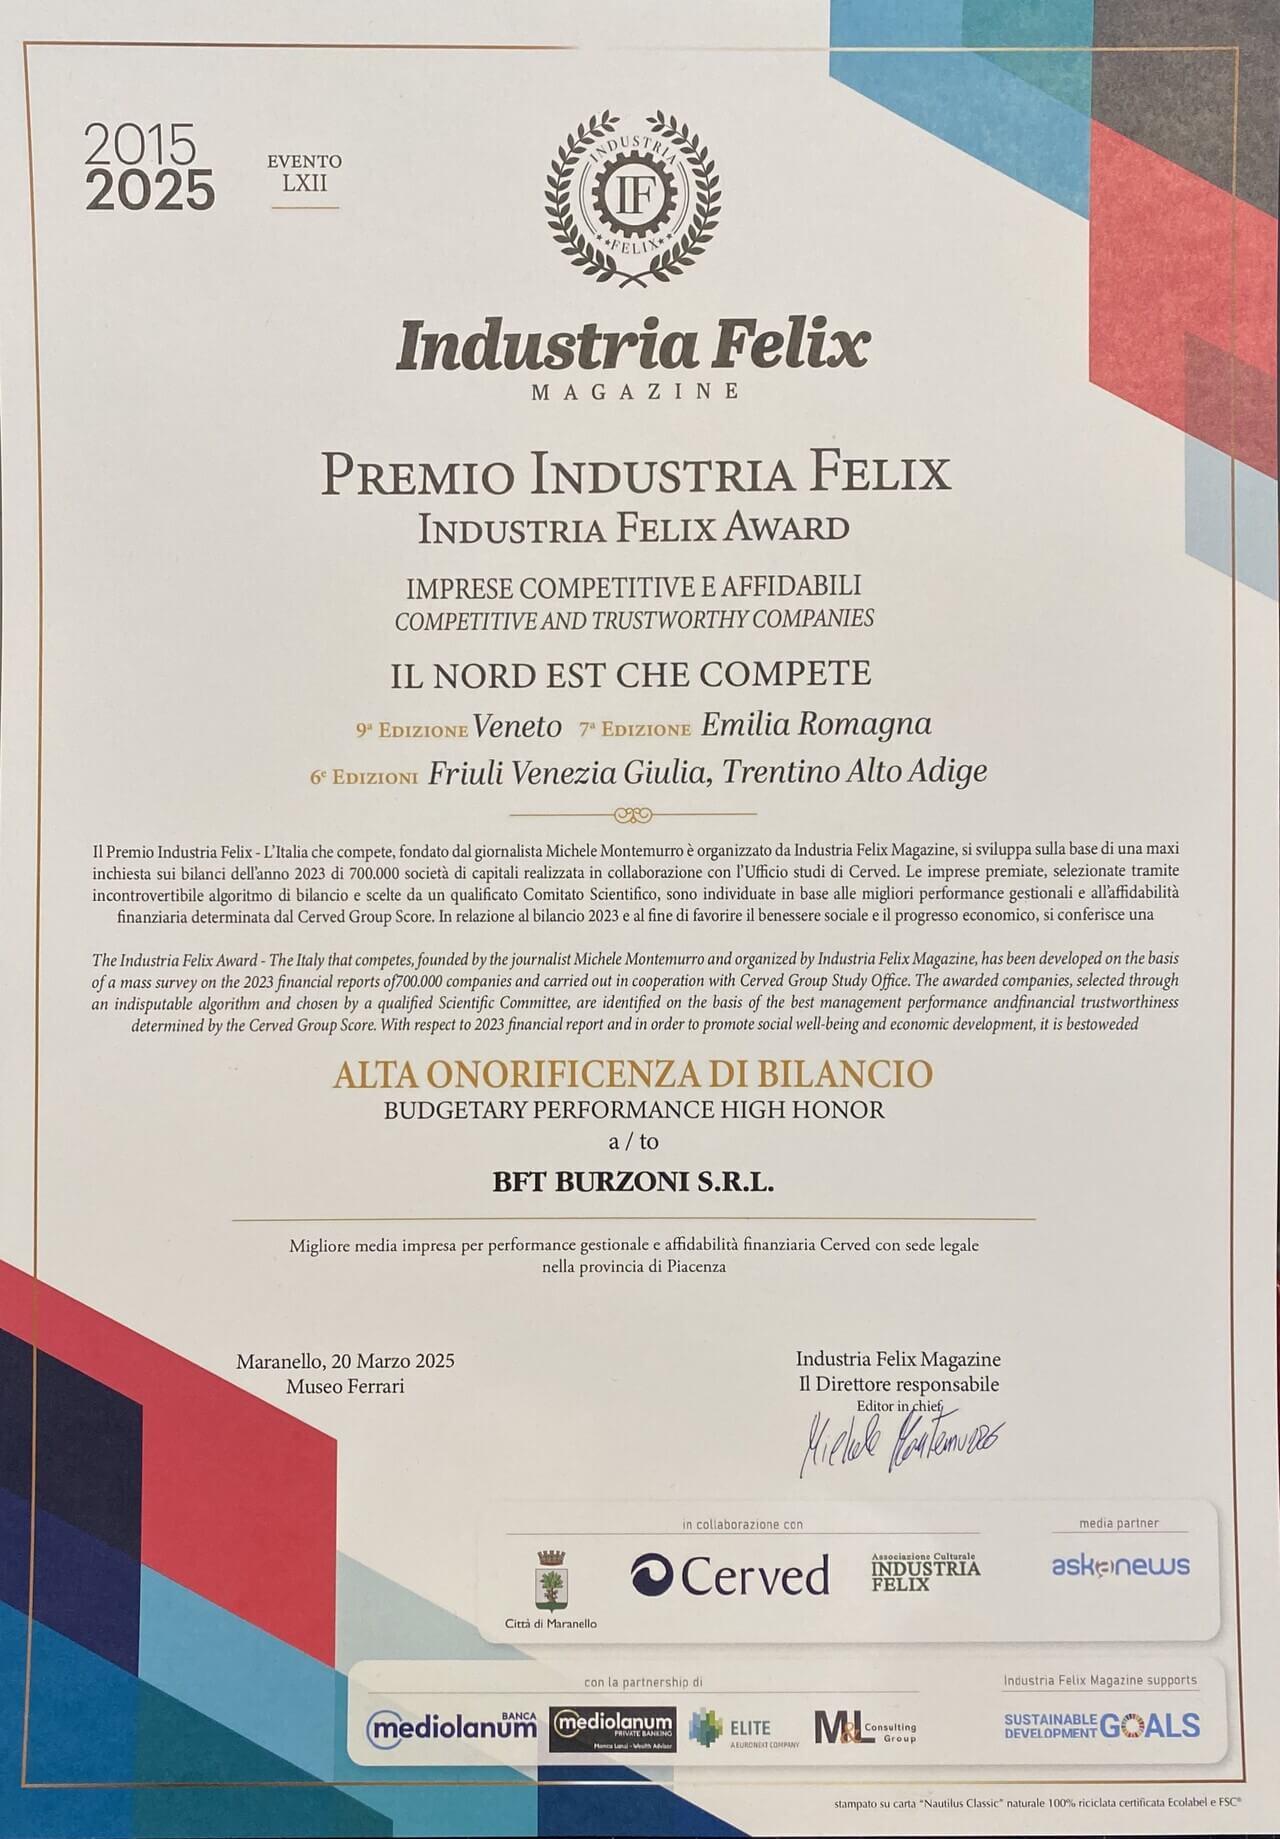 2015
2025
EVENTO
LXII
INDUSTRIA
IF
FELIX
Industria Felix
MAGAZINE
PREMIO INDUSTRIA FELIX
INDUSTRIA FELIX AWARD
IMPRESE COMPETITIVE E AFFIDABILI
COMPETITIVE AND TRUSTWORTHY COMPANIES
IL NORD EST CHE COMPETE
9ª EDIZIONE Veneto 7ª EDIZIONE Emilia Romagna
6ᵉ EDIZIONI Friuli Venezia Giulia, Trentino Alto Adige
Il Premio Industria Felix - L'Italia che compete, fondato dal giornalista Michele Montemurro è organizzato da Industria Felix Magazine, si sviluppa sulla base di una maxi
inchiesta sui bilanci dell'anno 2023 di 700.000 società di capitali realizzata in collaborazione con l'Ufficio studi di Cerved. Le imprese premiate, selezionate tramite
incontrovertibile algoritmo di bilancio e scelte da un qualificato Comitato Scientifico, sono individuate in base alle migliori performance gestionali e all'affidabilità
finanziaria determinata dal Cerved Group Score. In relazione al bilancio 2023 e al fine di favorire il benessere sociale e il progresso economico, si conferisce una
The Industria Felix Award - The Italy that competes, founded by the journalist Michele Montemurro and organized by Industria Felix Magazine, has been developed on the basis
of a mass survey on the 2023 financial reports of700.000 companies and carried out in cooperation with Cerved Group Study Office. The awarded companies, selected through
an indisputable algorithm and chosen by a qualified Scientific Committee, are identified on the basis of the best management performance andfinancial trustworthiness
determined by the Cerved Group Score. With respect to 2023 financial report and in order to promote social well-being and economic development, it is bestoweded
ALTA ONORIFICENZA DI BILANCIO
BUDGETARY PERFORMANCE HIGH HONOR
a / to
BFT BURZONI S.R.L.
Migliore media impresa per performance gestionale e affidabilità finanziaria Cerved con sede legale
nella provincia di Piacenza
Maranello, 20 Marzo 2025
Museo Ferrari
Industria Felix Magazine
Il Direttore responsabile
Editor in chief
Michele Montemurro
in collaborazione con
Città di Maranello
Cerved
Associazione Culturale
INDUSTRIA
FELIX
media partner
askanews
con la partnership di
BANCA
mediolanum
mediolanum
PRIVATE BANKING
Monica Lanzi - Wealth Advisor
ELITE
A EURONEXT COMPANY
M&L Consulting
Group
Industria Felix Magazine supports
SUSTAINABLE
DEVELOPMENT GOALS
stampato su carta "Nautilus Classic" naturale 100% riciclata certificata Ecolabel e FSC®